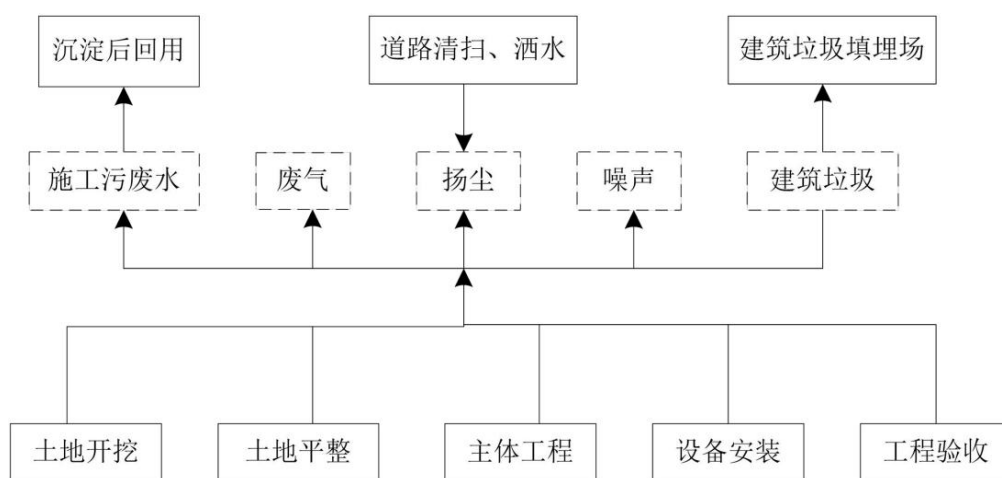 沉淀后回用
道路清扫、洒水
建筑垃圾填埋场
施工污废水
废气
扬尘
噪声
建筑垃圾
土地开挖
土地平整
主体工程
设备安装
工程验收